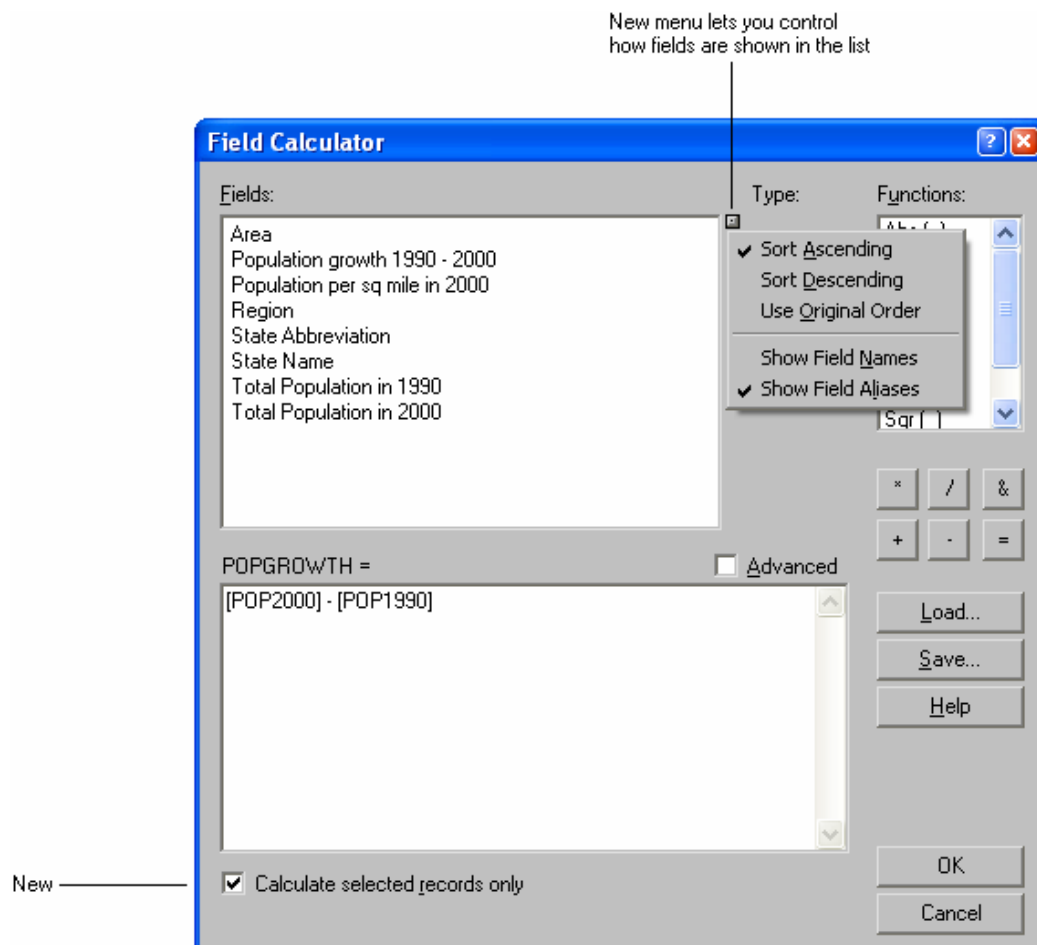 New menu lets you control
how fields are shown in the list
Field Calculator
Fields:
Type:
Functions:
Area
Population growth 1990 - 2000
Population per sq mile in 2000
Region
State Abbreviation
State Name
Total Population in 1990
Total Population in 2000
Sort Ascending
Sort Descending
Use Original Order
Show Field Names
Show Field Aliases
Abs ( )
Sqr ( )
* / &
+ - =
POPGROWTH =
Advanced
[POP2000] - [POP1990]
Load...
Save...
Help
New
Calculate selected records only
OK
Cancel